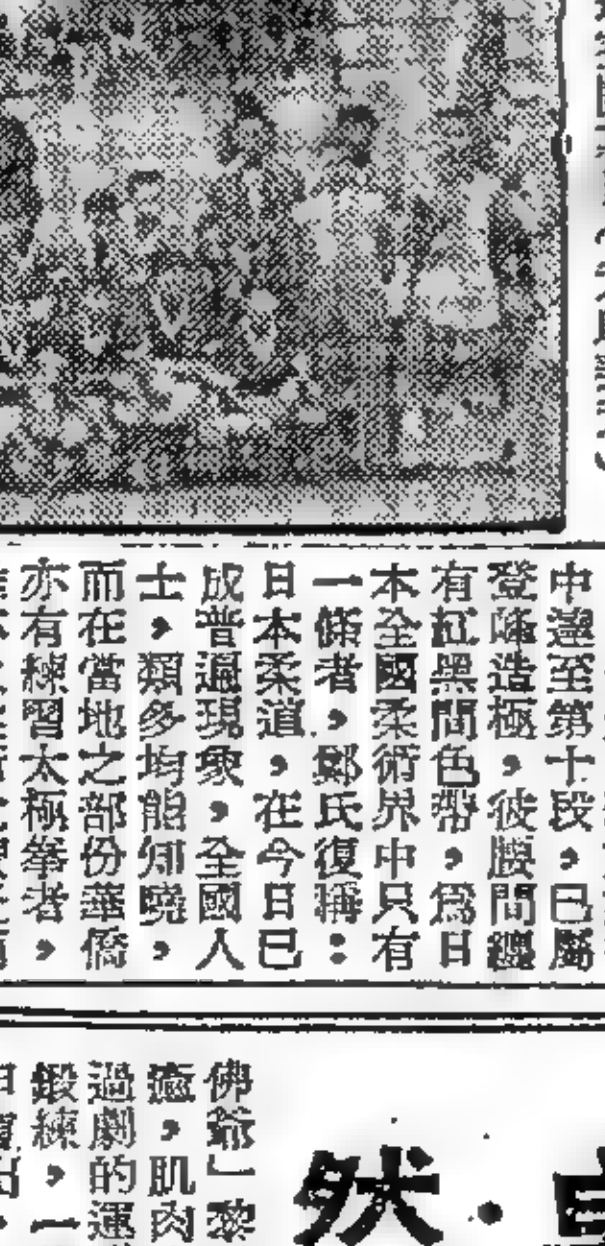 中遼至第十段，已屬
登峰造極，彼腰間纏
有紅黑間色帶，爲日
本全國柔術界中只有
一條者，鄭氏復稱：
日本柔道，在今日已
成普遍現象，全國人
士，類多均能知曉，
而在當地之部份華僑
亦有練習太極拳者，
然·
佛爺」黎
癒，肌肉
過劇的運
鍛練，一